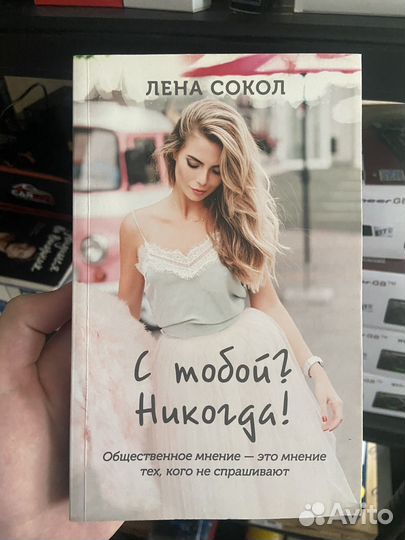 ЛЕНА СОКОЛ
С тобой?
Никогда!
Общественное мнение — это мнение
тех, кого не спрашивают
Avito